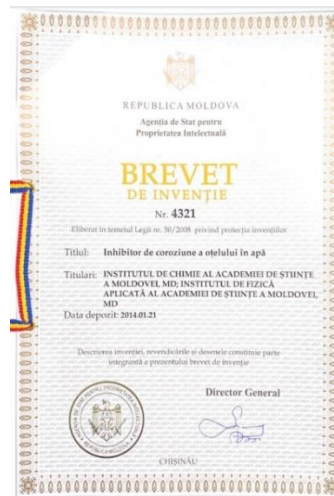 REPUBLICA MOLDOVA
Agenția de Stat pentru
Proprietatea Intelectuală
BREVET
DE INVENȚIE
Nr. 4321
Eliberat în temeiul Legii nr. 50/2008 privind protecția invențiilor
Titlul: Inhibitor de coroziune a oțelului în apă
Titulari: INSTITUTUL DE CHIMIE AL ACADEMIEI DE ȘTIINȚE
A MOLDOVEI, MD; INSTITUTUL DE FIZICĂ
APLICATĂ AL ACADEMIEI DE ȘTIINȚE A MOLDOVEI,
MD
Data depozit: 2014.01.21
Descrierea invenției, revendicările și desenele constituie parte
integrantă a prezentului brevet de invenție
Director General
CHIȘINĂU